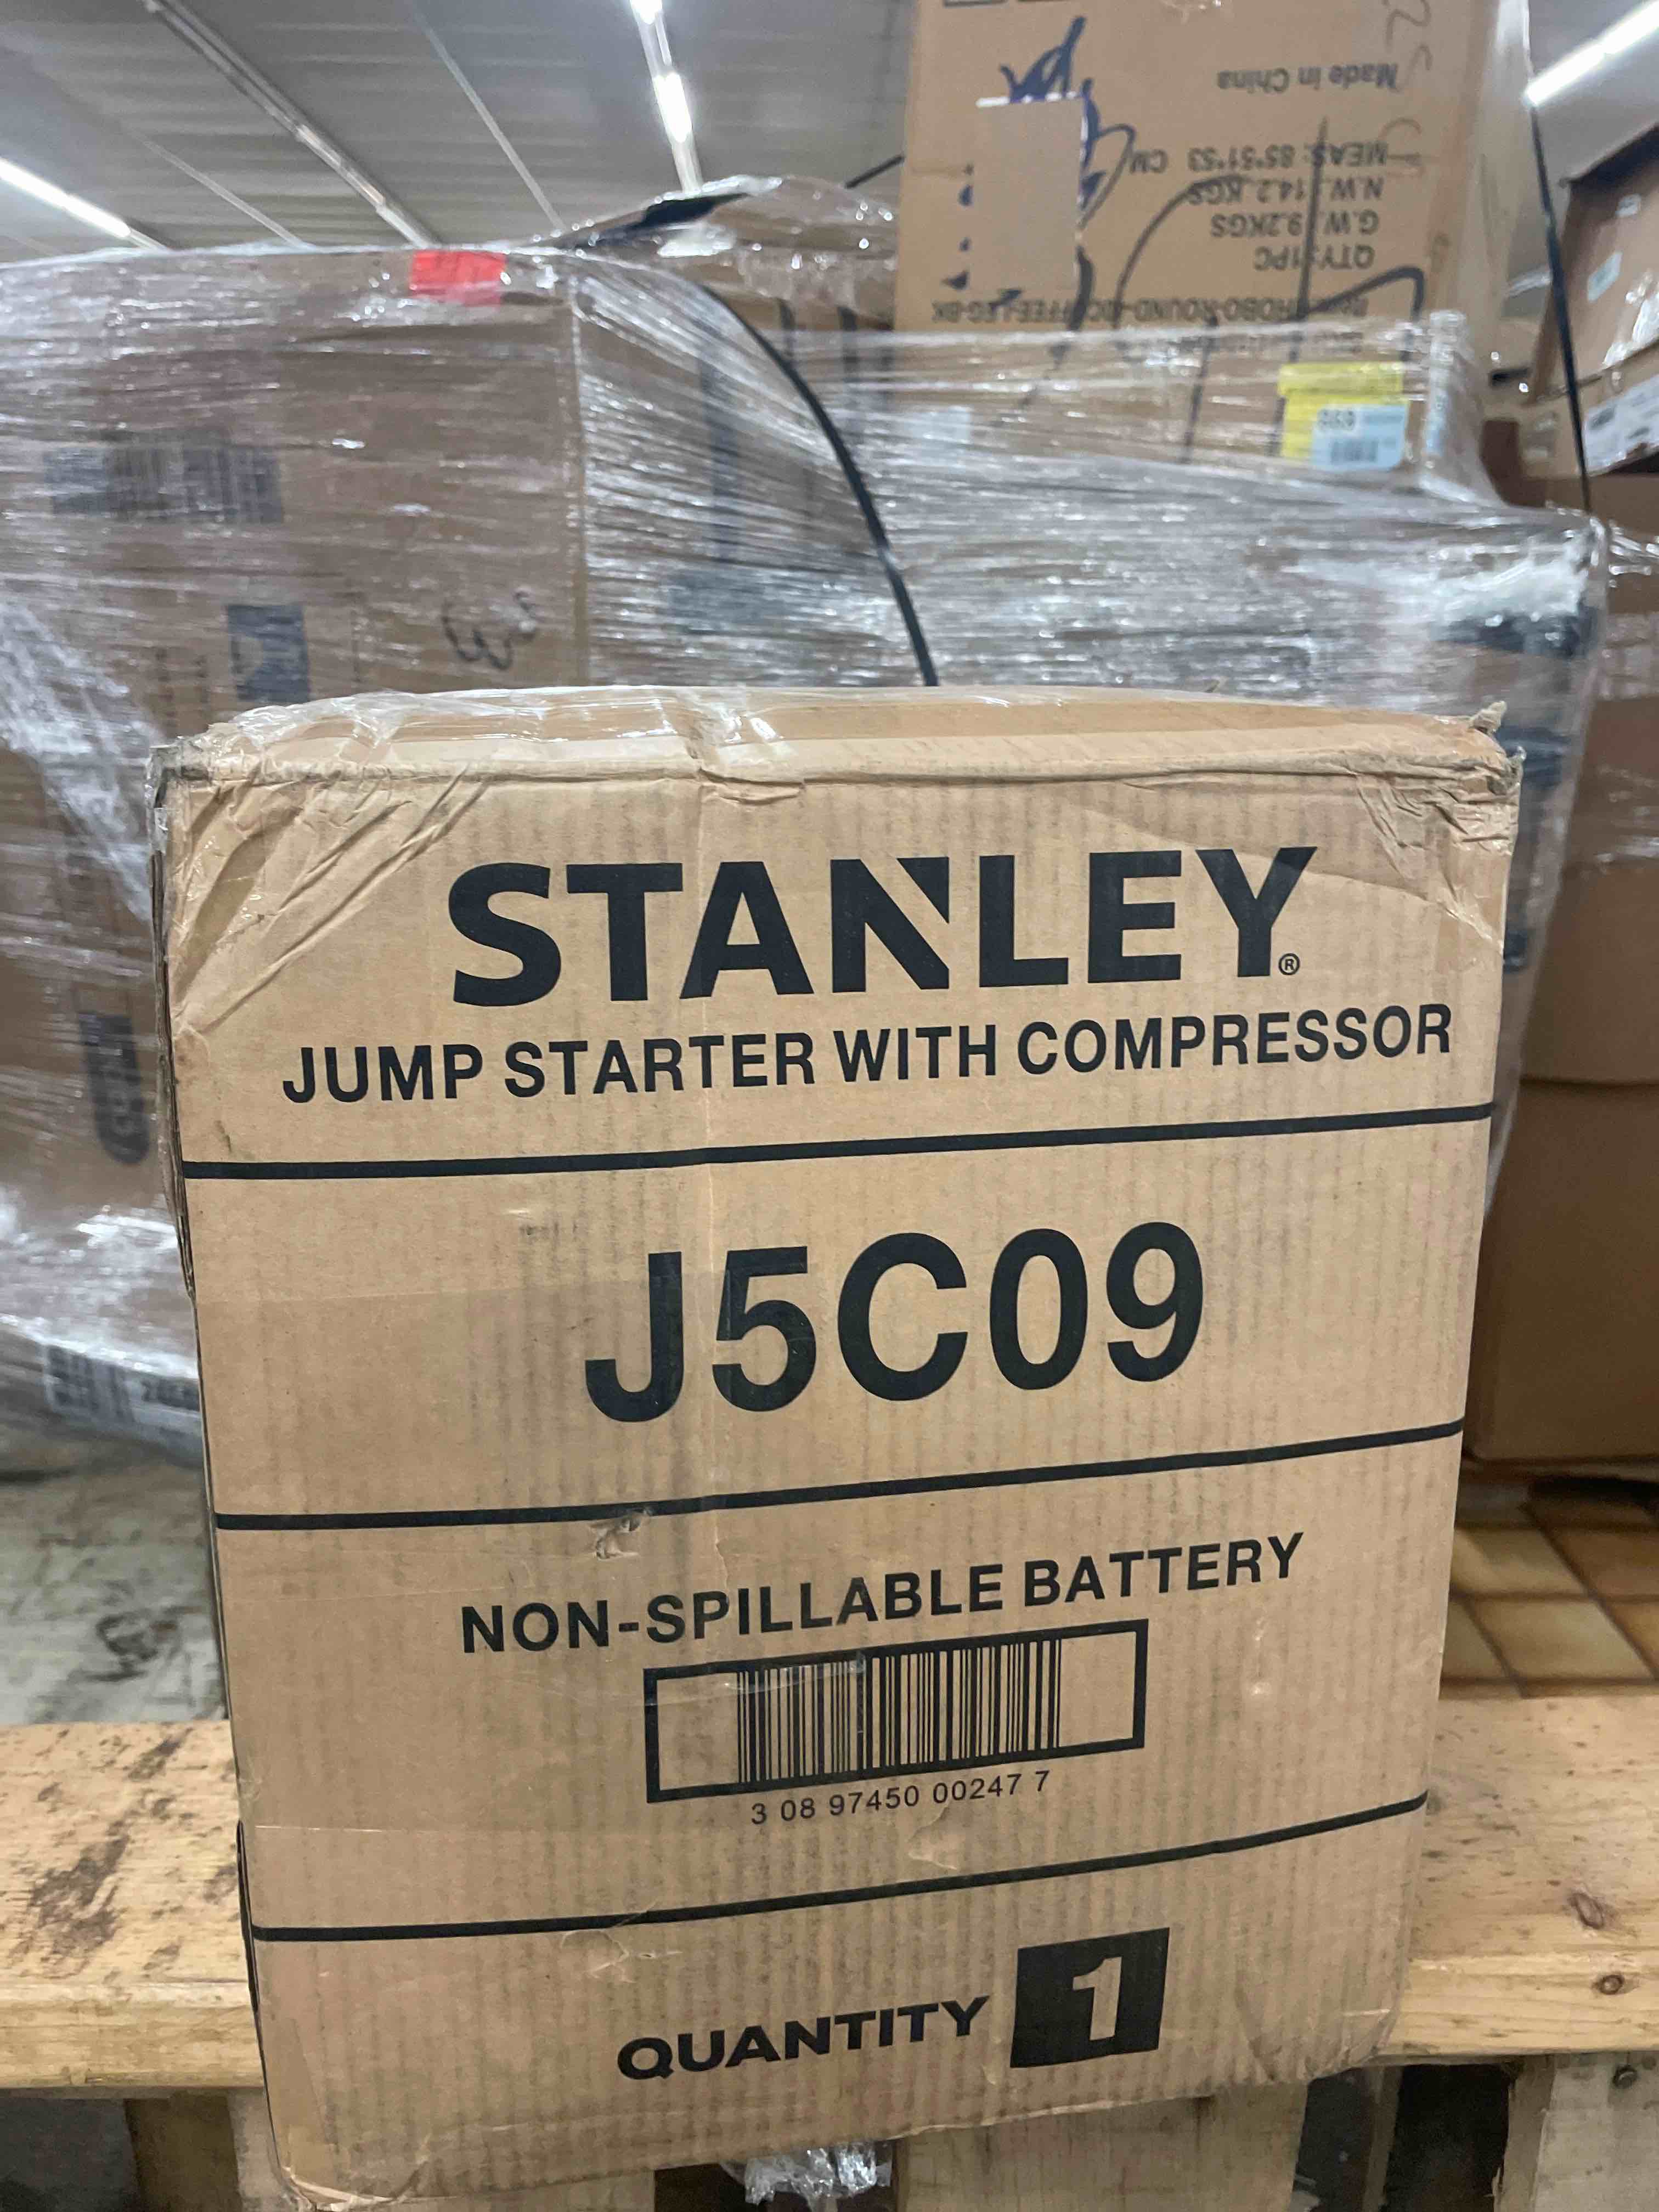 Made in China
MEAS: 85*51*53 CM
N.W.: 14.2 KGS
G.W. 9.2KGS
QTY: 1PC
STANLEY®
JUMP STARTER WITH COMPRESSOR
J5C09
NON-SPILLABLE BATTERY
3 08 97450 00247 7
QUANTITY 1